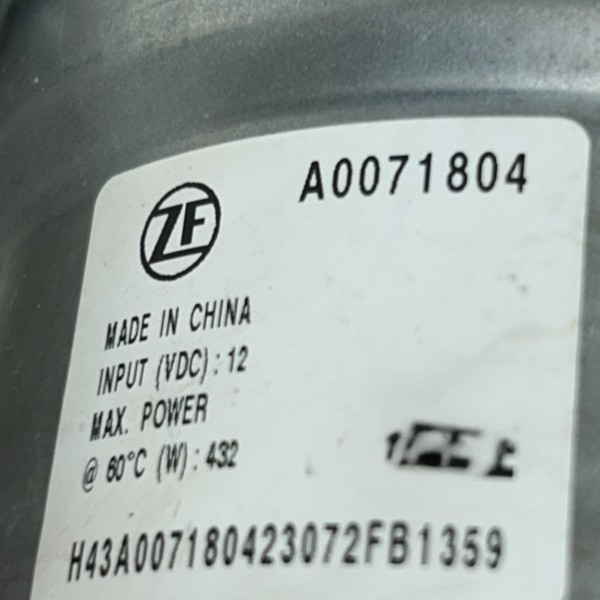 A0071804
ZF
MADE IN CHINA
INPUT (VDC) : 12
MAX. POWER
@ 60°C (W) : 432
H43A007180423072FB1359